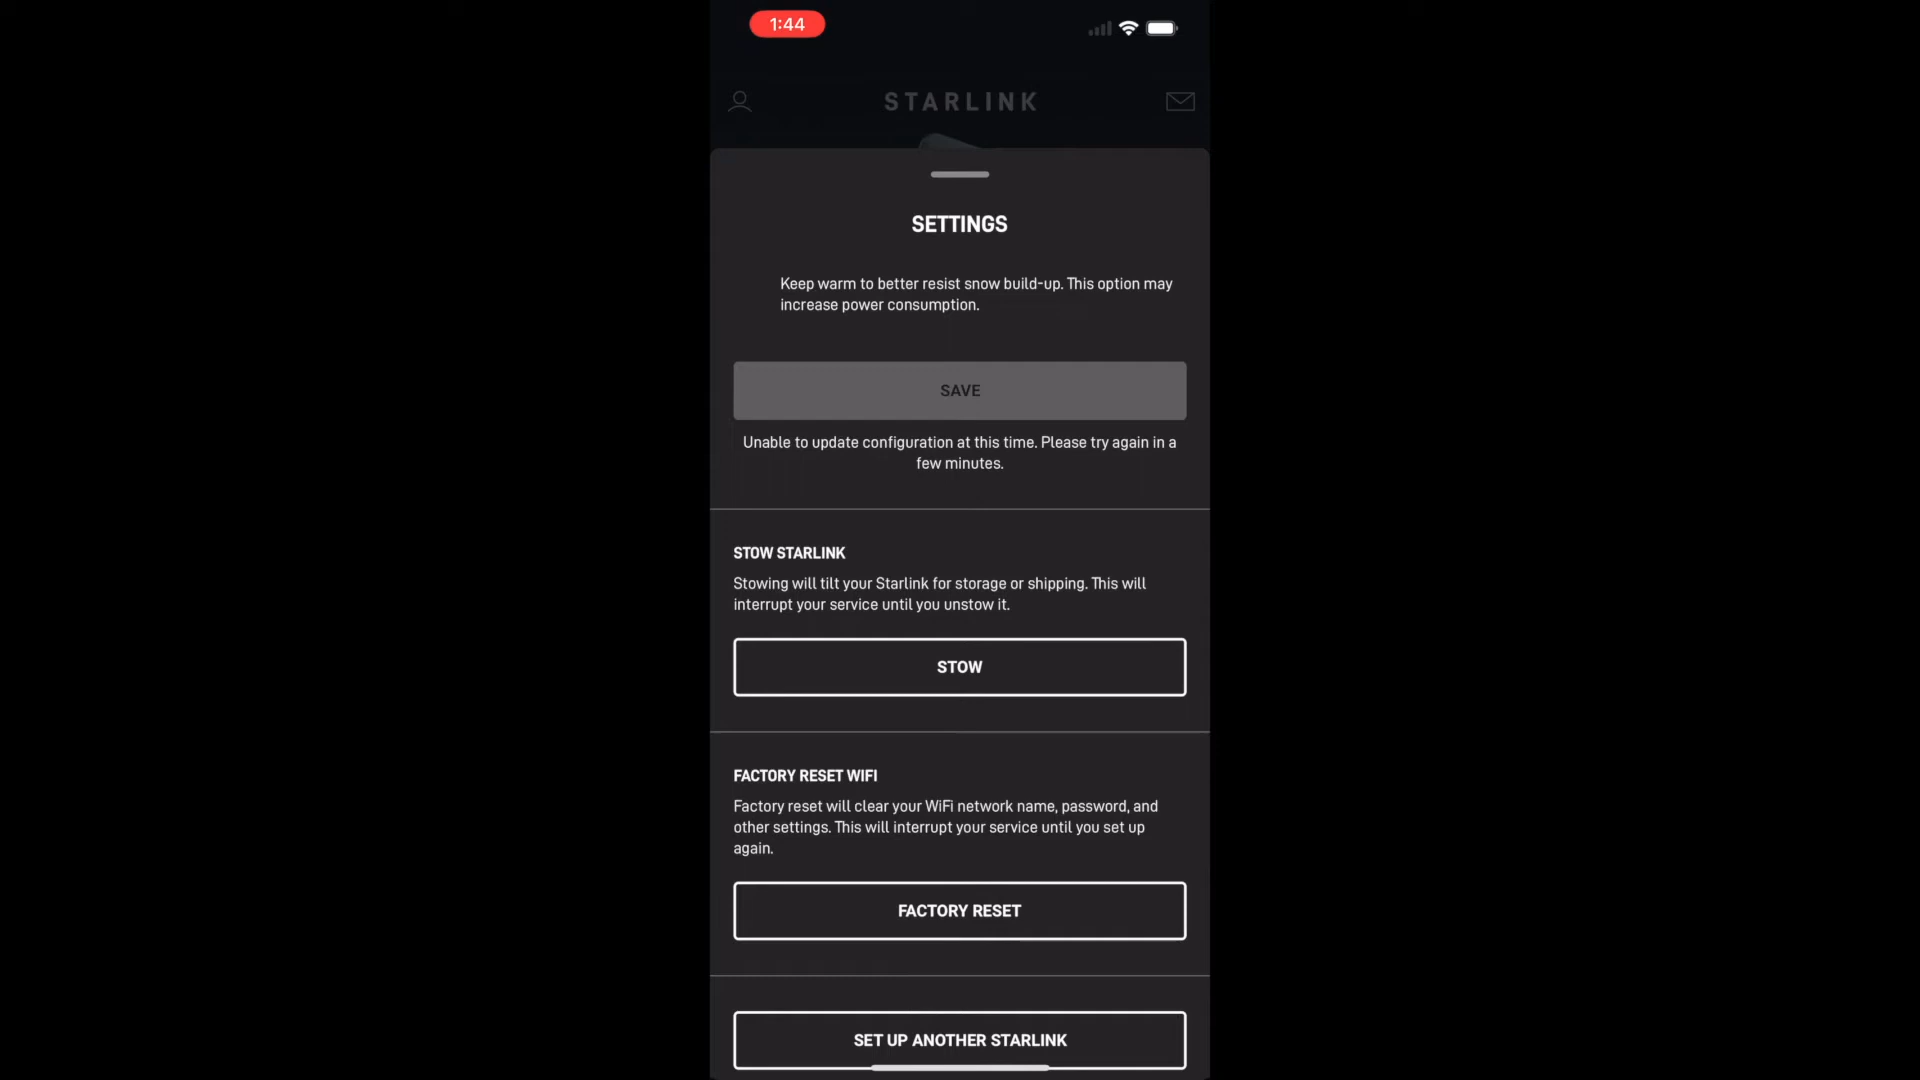 1:44
STARLINK
SETTINGS
Keep warm to better resist snow build-up. This option may
increase power consumption.
SAVE
Unable to update configuration at this time. Please try again in a
few minutes.
STOW STARLINK
Stowing will tilt your Starlink for storage or shipping. This will
interrupt your service until you unstow it.
STOW
FACTORY RESET WIFI
Factory reset will clear your WiFi network name, password, and
other settings. This will interrupt your service until you set up
again.
FACTORY RESET
SET UP ANOTHER STARLINK